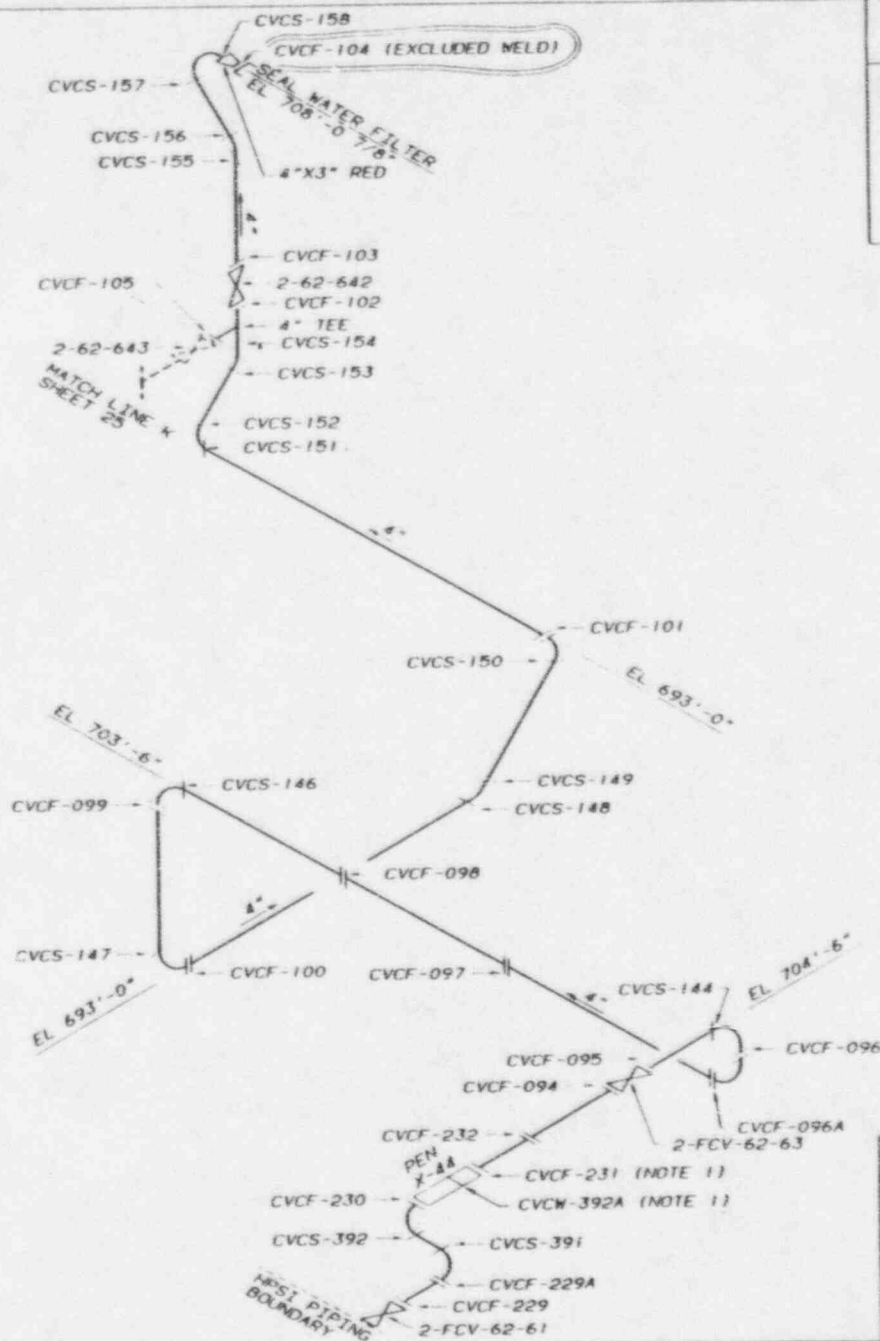 CVCS-158
CVCF-104 (EXCLUDED WELD)
CVCS-157
SEAL WATER FILTER
EL 708'-0 7/8"
CVCS-156
CVCS-155
4"X3" RED
4"
CVCF-103
CVCF-105
2-62-642
CVCF-102
4" TEE
2-62-643
CVCS-154
CVCS-153
MATCH LINE K
SHEET 25
CVCS-152
CVCS-151
4"
CVCF-101
CVCS-150
EL 693'-0"
EL 703'-6"
CVCS-146
CVCS-149
CVCF-099
CVCS-148
CVCF-098
4"
CVCS-147
CVCF-100
CVCF-097
CVCS-144
EL 704'-6"
EL 693'-0"
4"
CVCF-095
CVCF-096
CVCF-094
CVCF-096A
CVCF-232
2-FCV-62-63
PEN
X-44
CVCF-231 (NOTE 1)
CVCF-230
CVCW-392A (NOTE 1)
CVCS-392
CVCS-391
CVCF-229A
HPSI PIPING
BOUNDARY
CVCF-229
2-FCV-62-61